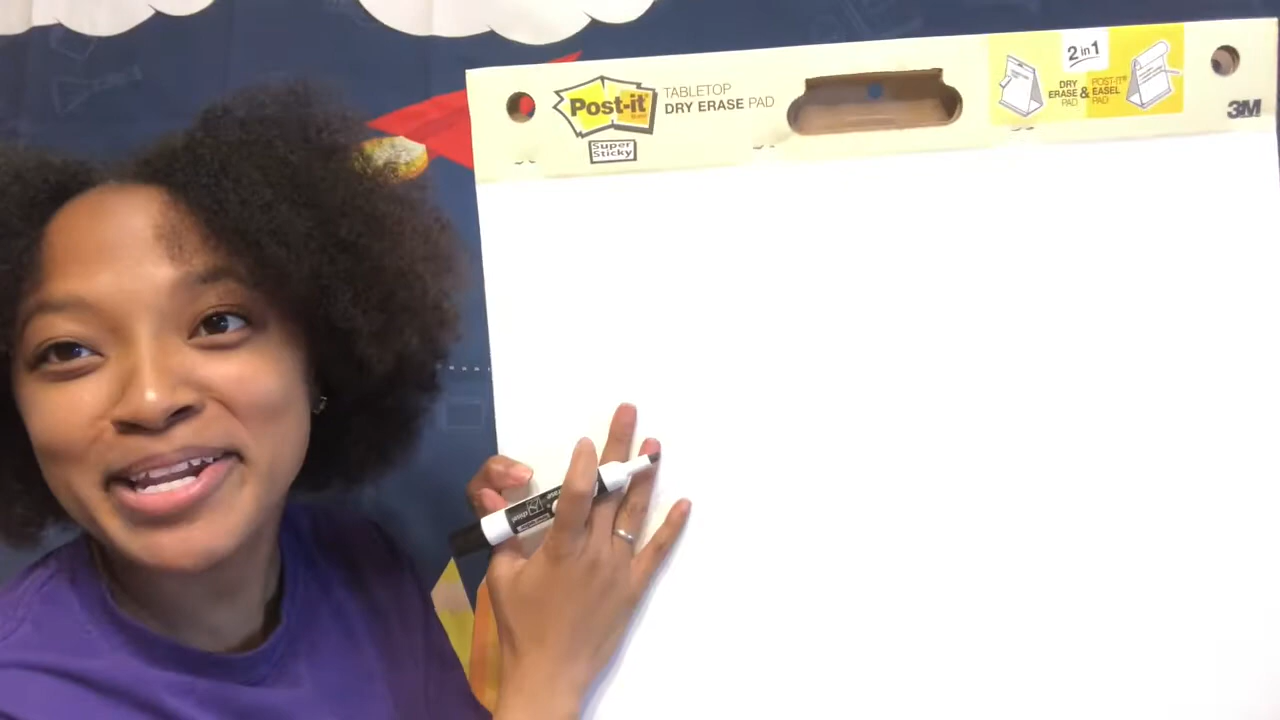 Post-it
TABLETOP
DRY ERASE PAD
Super
Sticky
2 in 1
DRY
ERASE
PAD
&
POST-IT®
EASEL
PAD
3M